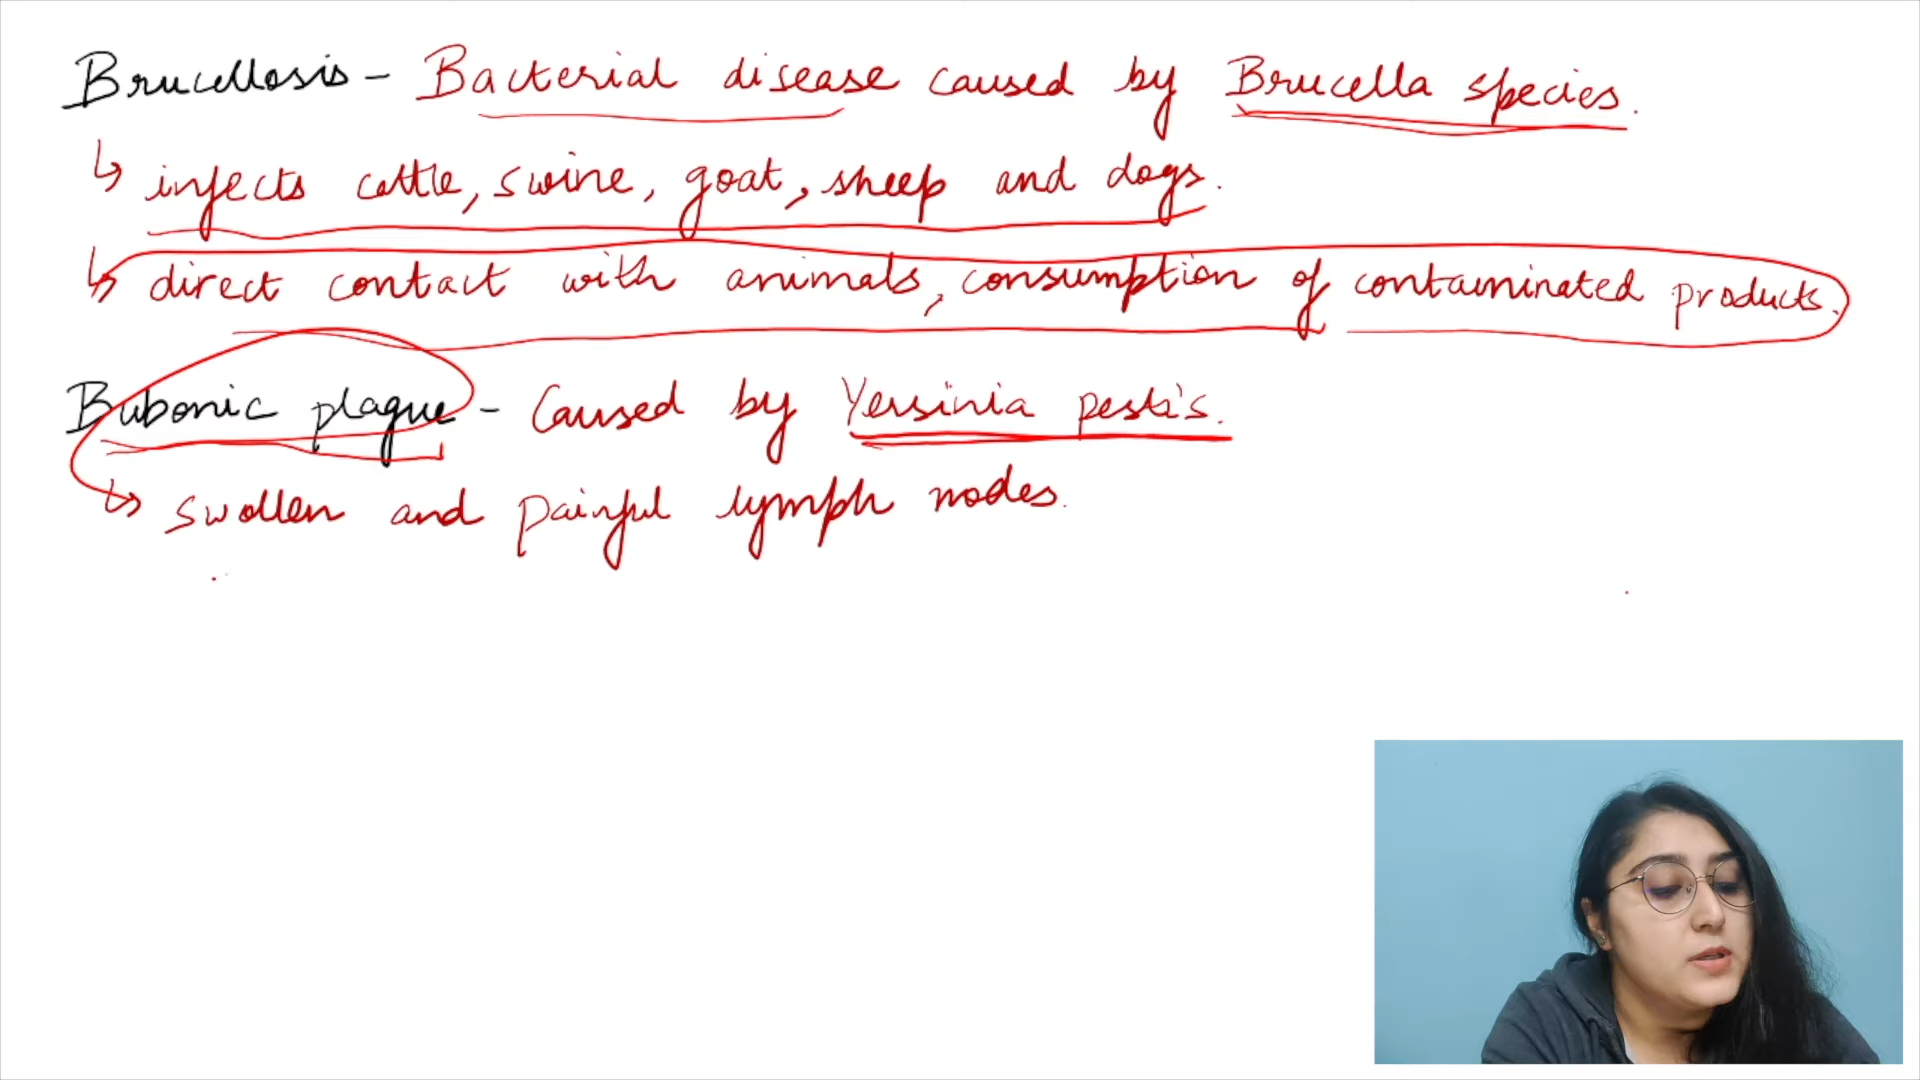 Brucellosis - Bacterial disease caused by Brucella species.
↳ infects cattle, swine, goat, sheep and dogs.
↳ direct contact with animals, consumption of contaminated products.
Bubonic plague - Caused by Yersinia pestis.
↳ swollen and painful lymph nodes.